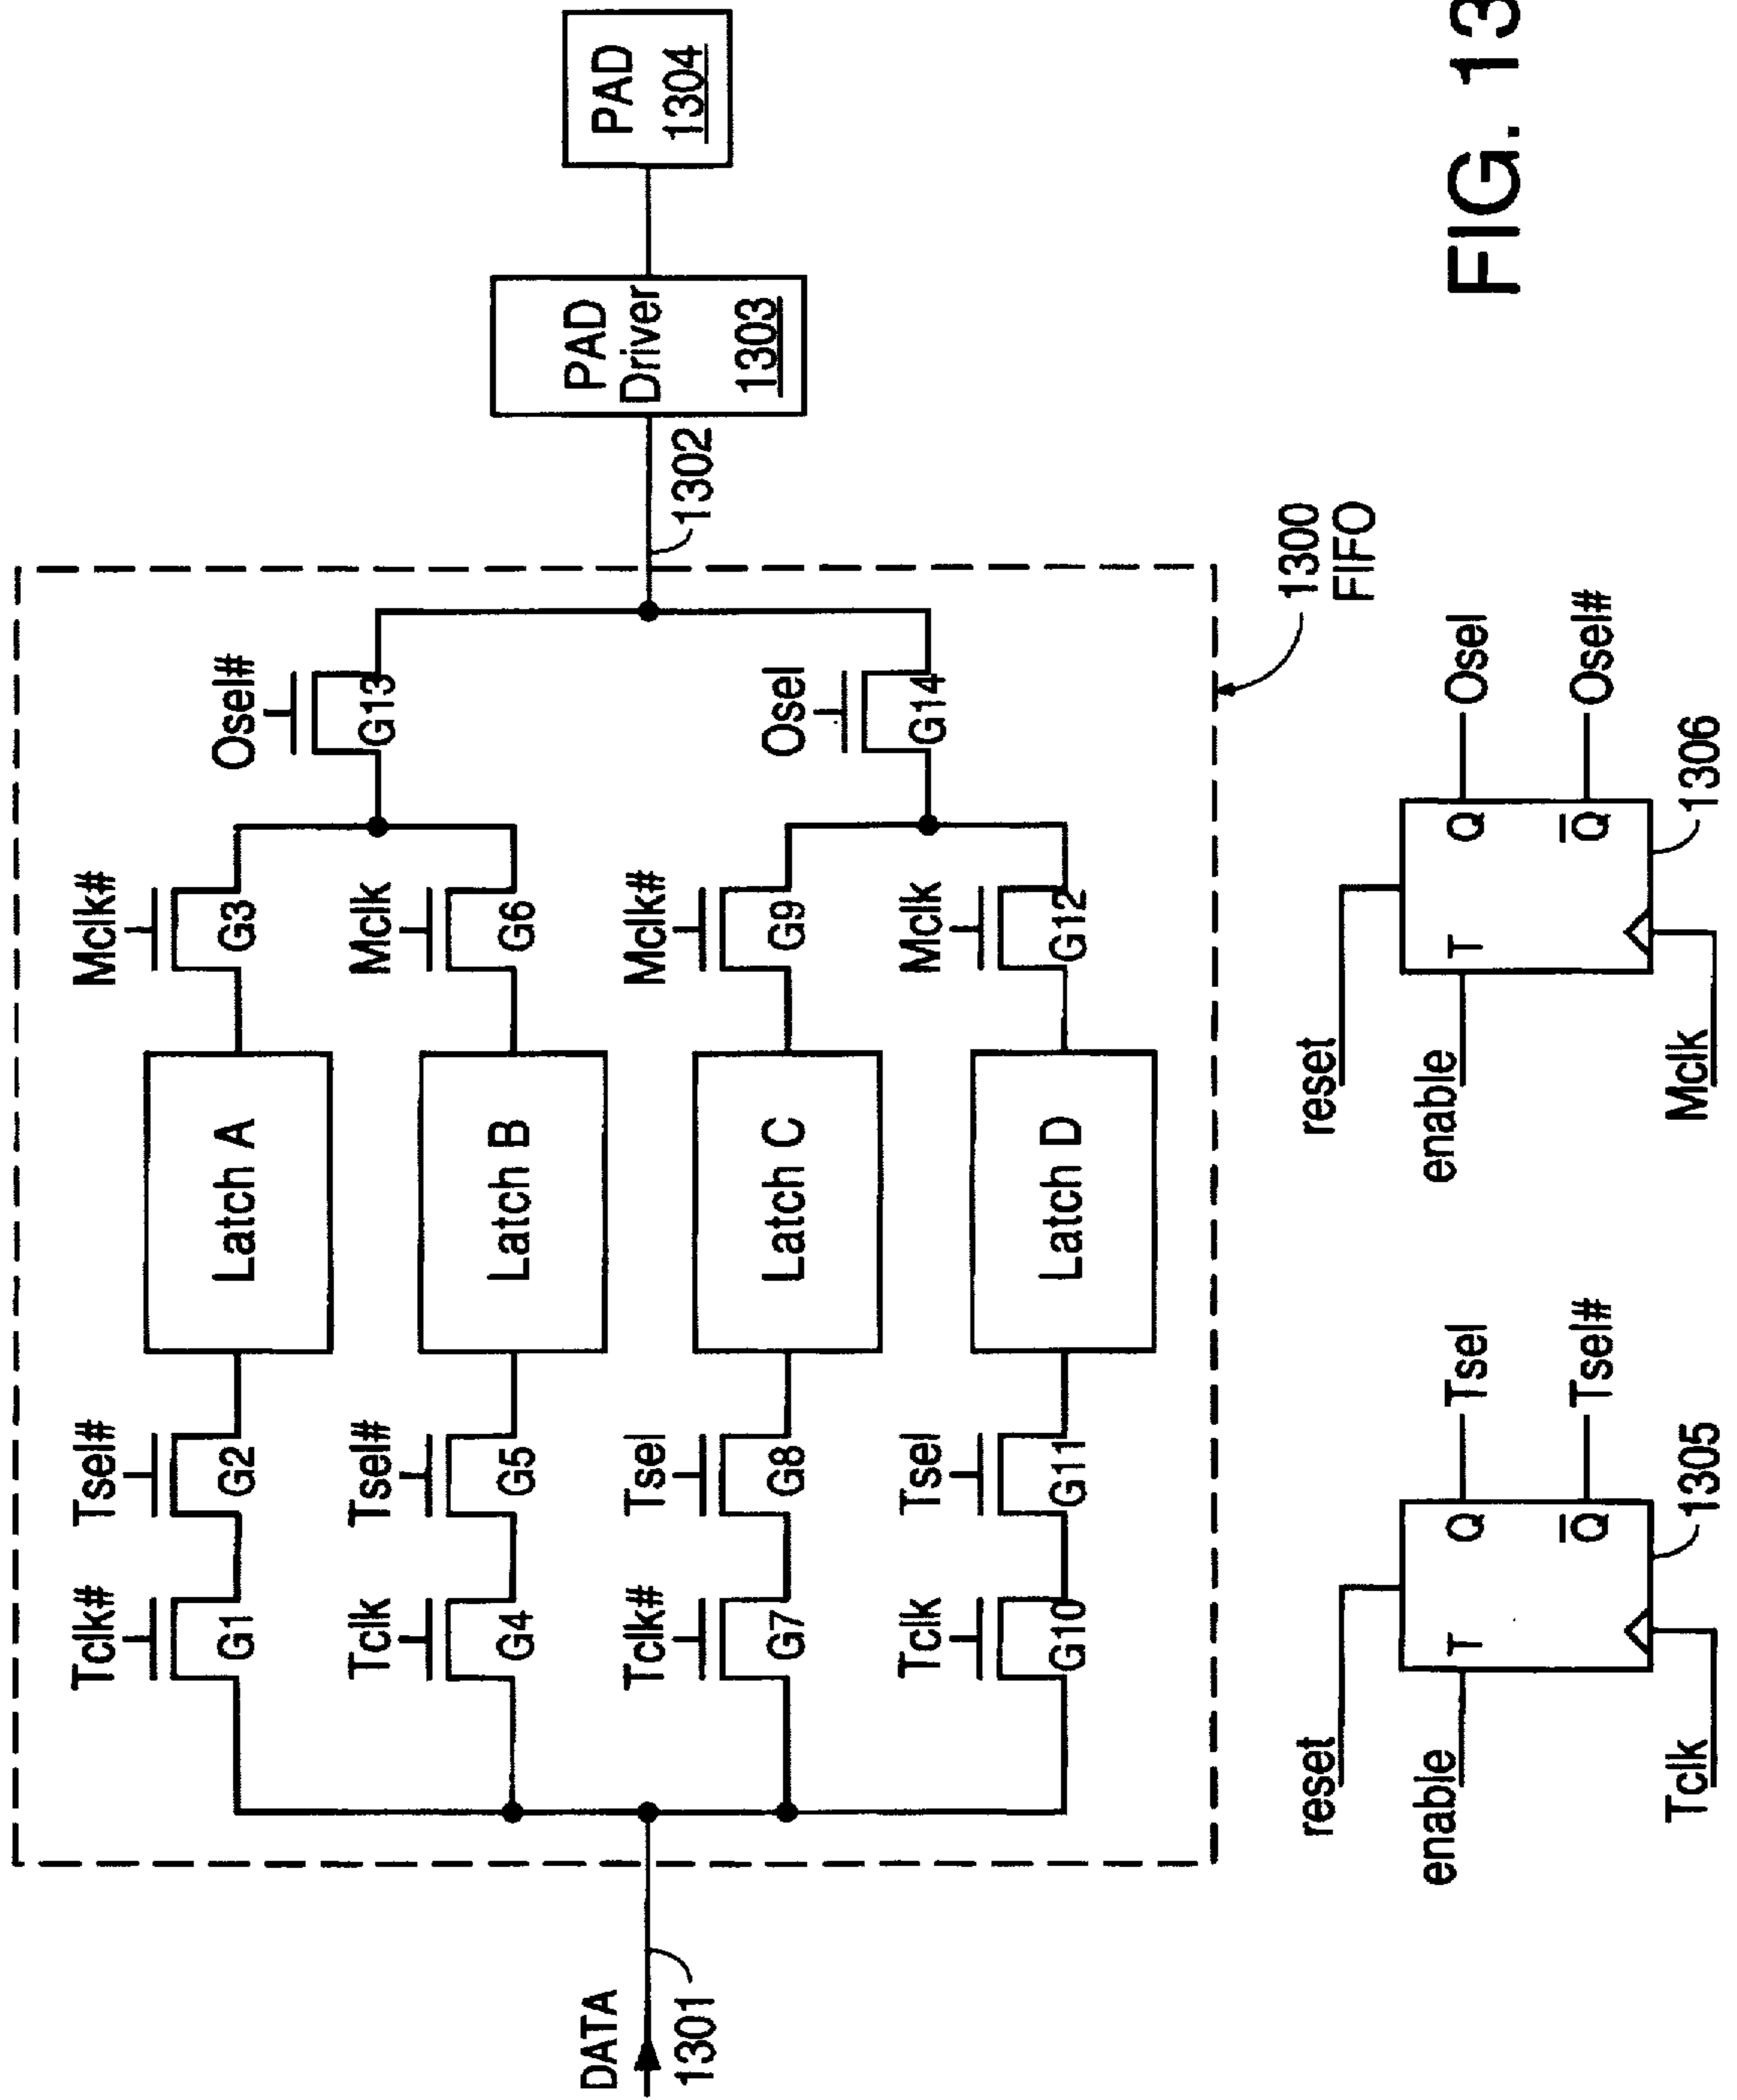 Tclk#
Tsel#
Mclk#
G1
G2
Latch A
G3
Osel#
G13
Tclk
Tsel#
Mclk
G4
G5
Latch B
G6
DATA
1301
1302
PAD
Driver
1303
PAD
1304
Tclk#
Tsel
Mclk#
G7
G8
Latch C
G9
Osel
G14
Tclk
Tsel
Mclk
G10
G11
Latch D
G12
1300
FIFO
reset
enable
T
Q
Q
Tclk
Tsel
Tsel#
1305
reset
enable
T
Q
Q
Mclk
Osel
Osel#
1306
FIG. 13